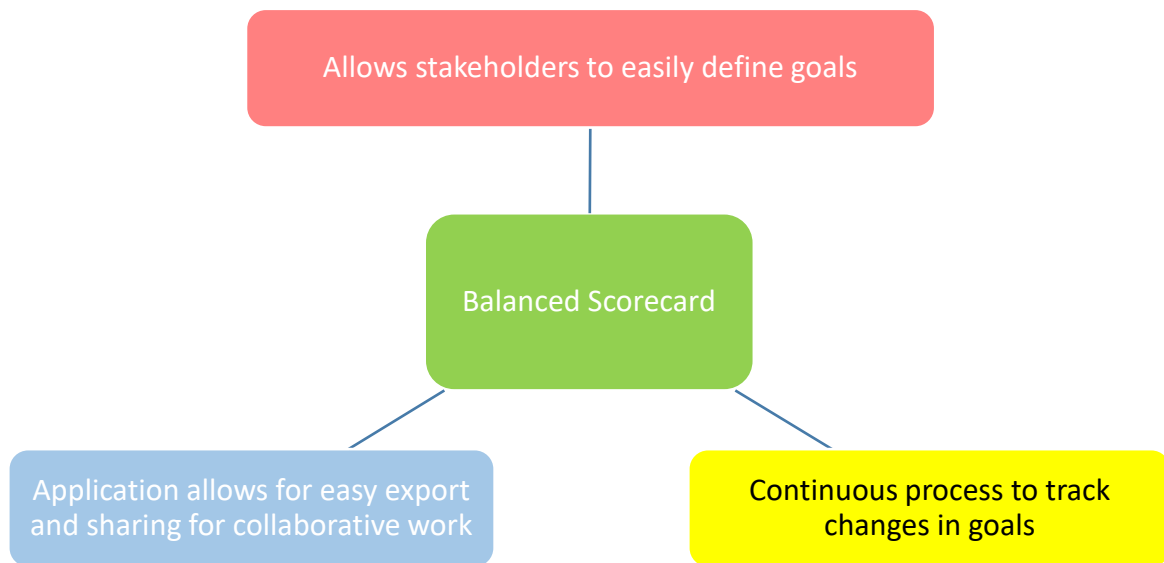 Allows stakeholders to easily define goals
Balanced Scorecard
Application allows for easy export
and sharing for collaborative work
Continuous process to track
changes in goals